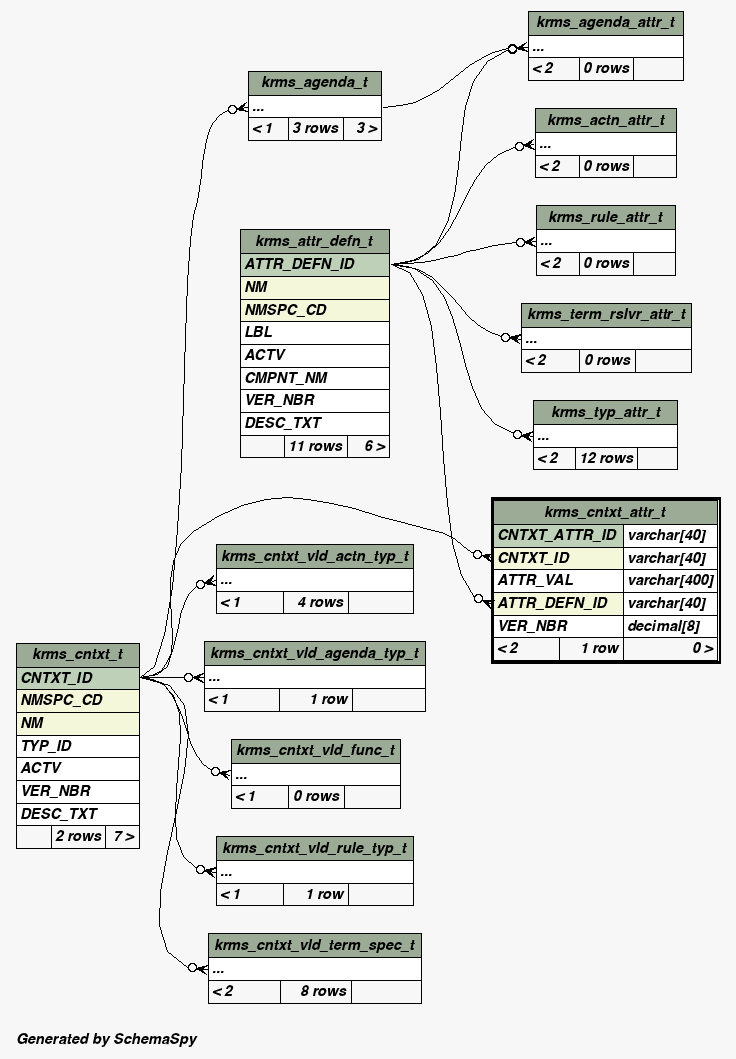 krms_agenda_attr_t
...
< 2 0 rows
krms_agenda_t
...
< 1 3 rows 3 >
krms_actn_attr_t
...
< 2 0 rows
krms_rule_attr_t
...
< 2 0 rows
krms_attr_defn_t
ATTR_DEFN_ID
NM
NMSPC_CD
LBL
ACTV
CMPNT_NM
VER_NBR
DESC_TXT
11 rows 6 >
krms_term_rslvr_attr_t
...
< 2 0 rows
krms_typ_attr_t
...
< 2 12 rows
krms_cntxt_attr_t
CNTXT_ATTR_ID varchar[40]
CNTXT_ID varchar[40]
ATTR_VAL varchar[400]
ATTR_DEFN_ID varchar[40]
VER_NBR decimal[8]
< 2 1 row 0 >
krms_cntxt_vld_actn_typ_t
...
< 1 4 rows
krms_cntxt_t
CNTXT_ID
NMSPC_CD
NM
TYP_ID
ACTV
VER_NBR
DESC_TXT
2 rows 7 >
krms_cntxt_vld_agenda_typ_t
...
< 1 1 row
krms_cntxt_vld_func_t
...
< 1 0 rows
krms_cntxt_vld_rule_typ_t
...
< 1 1 row
krms_cntxt_vld_term_spec_t
...
< 2 8 rows
Generated by SchemaSpy